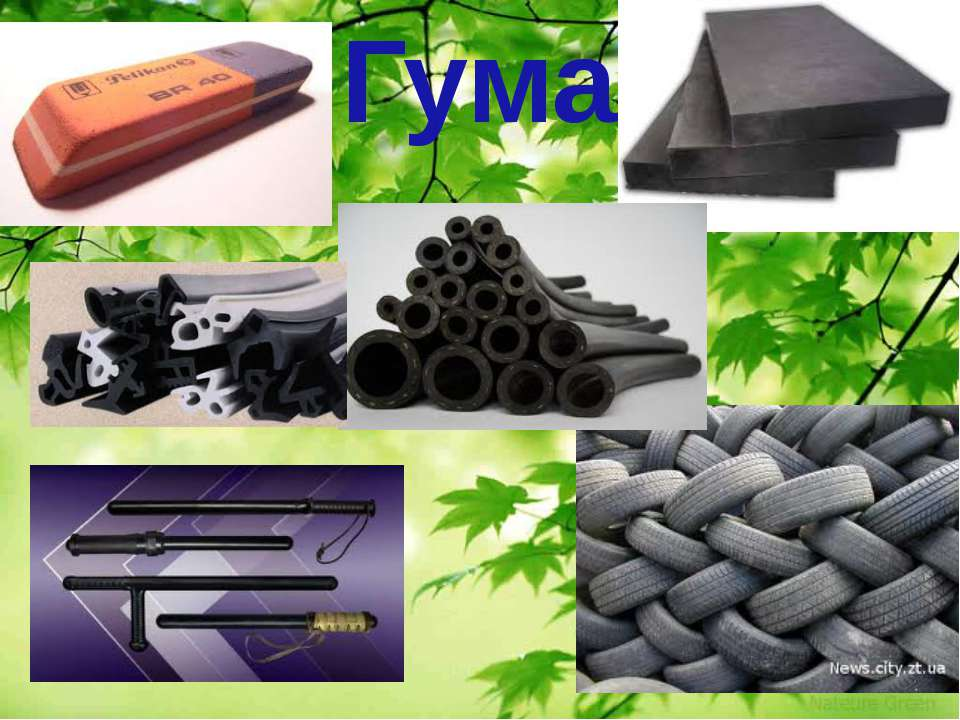 Гума
Pelikan
BR 40
News.city.zt.ua
Nateure Green